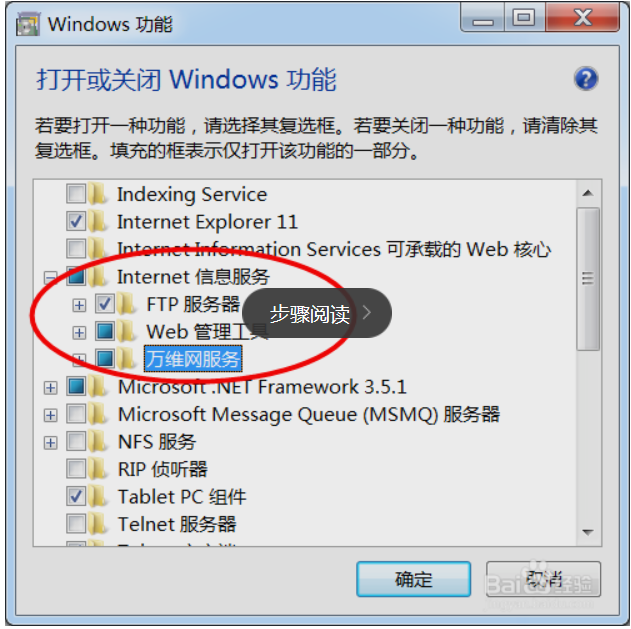 Windows 功能
打开或关闭 Windows 功能
若要打开一种功能，请选择其复选框。若要关闭一种功能，请清除其
复选框。填充的框表示仅打开该功能的一部分。
Indexing Service
Internet Explorer 11
Internet Information Services 可承载的 Web 核心
Internet 信息服务
FTP 服务器
步骤阅读
Web 管理工具
万维网服务
Microsoft .NET Framework 3.5.1
Microsoft Message Queue (MSMQ) 服务器
NFS 服务
RIP 侦听器
Tablet PC 组件
Telnet 服务器
确定
取消
Bai 经验